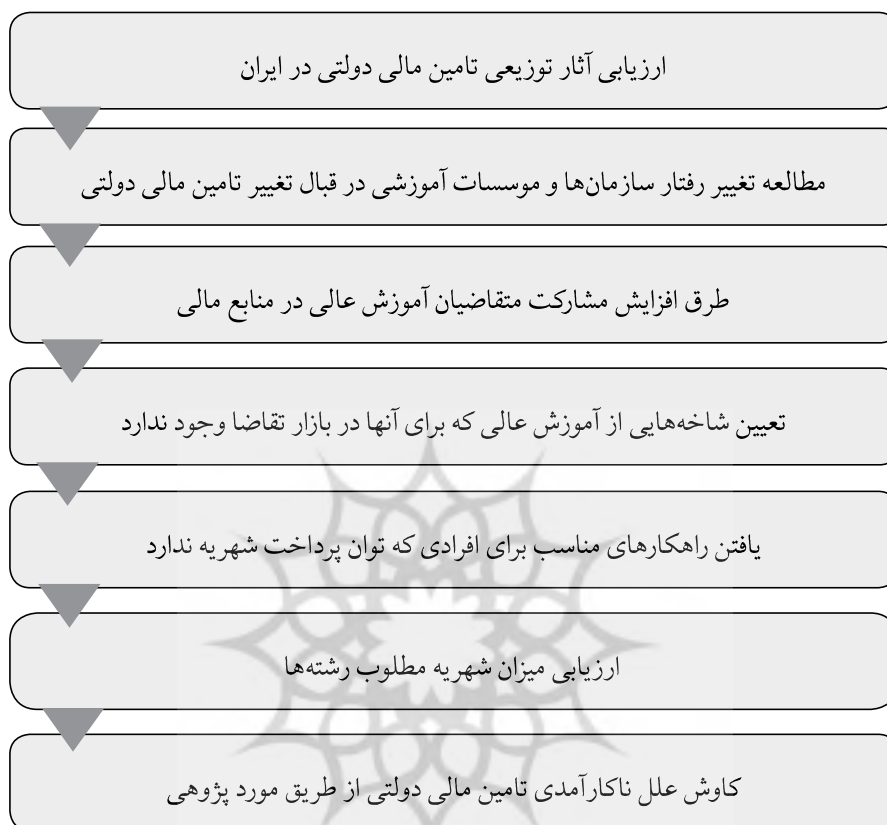 ارزیابی آثار توزیعی تامین مالی دولتی در ایران
مطالعه تغییر رفتار سازمان‌ها و موسسات آموزشی در قبال تغییر تامین مالی دولتی
طرق افزایش مشارکت متقاضیان آموزش عالی در منابع مالی
تعیین شاخه‌هایی از آموزش عالی که برای آنها در بازار تقاضا وجود ندارد
یافتن راهکارهای مناسب برای افرادی که توان پرداخت شهریه ندارد
ارزیابی میزان شهریه مطلوب رشته‌ها
کاوش علل ناکارآمدی تامین مالی دولتی از طریق مورد پژوهی